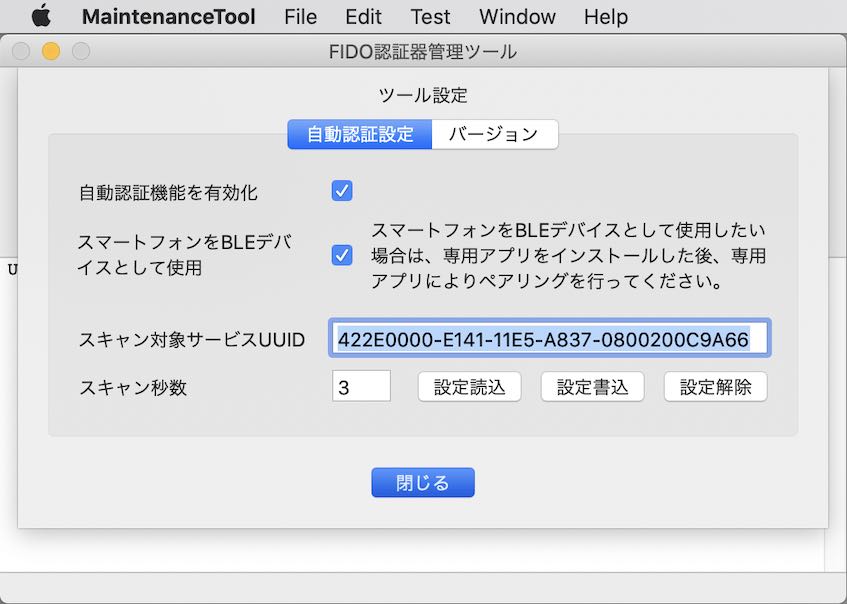 MaintenanceTool File Edit Test Window Help
FIDO認証器管理ツール
ツール設定
自動認証設定 バージョン
自動認証機能を有効化
スマートフォンをBLEデバ
イスとして使用
スマートフォンをBLEデバイスとして使用したい
場合は、専用アプリをインストールした後、専用
アプリによりペアリングを行ってください。
U
スキャン対象サービスUUID 422E0000-E141-11E5-A837-0800200C9A66
スキャン秒数 3 設定読込 設定書込 設定解除
閉じる